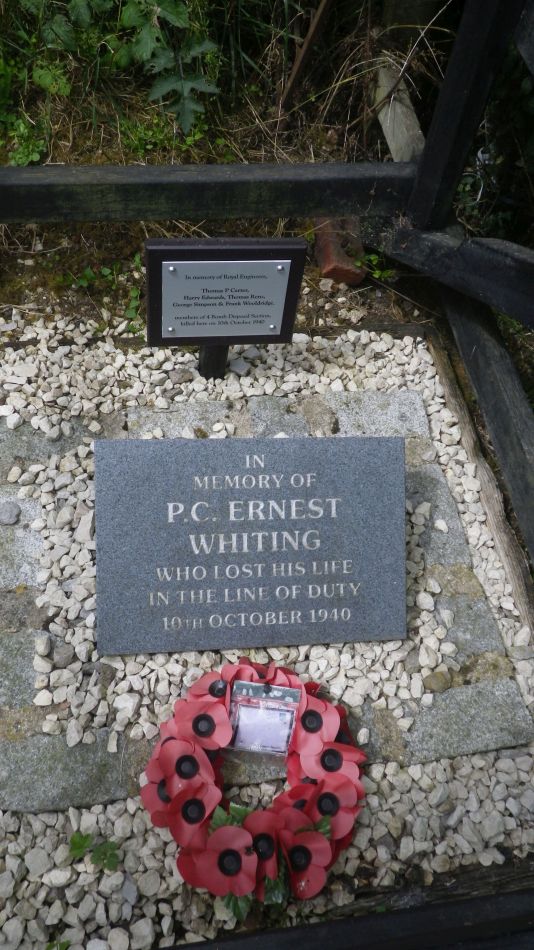 In memory of Royal Engineers,
Thomas P Carter,
Harry Edwards, Thomas Reno,
George Simpson & Frank Wooldridge.
members of 4 Bomb Disposal Section
killed here on 10th October 1940
IN
MEMORY OF
P.C. ERNEST
WHITING
WHO LOST HIS LIFE
IN THE LINE OF DUTY
10TH OCTOBER 1940